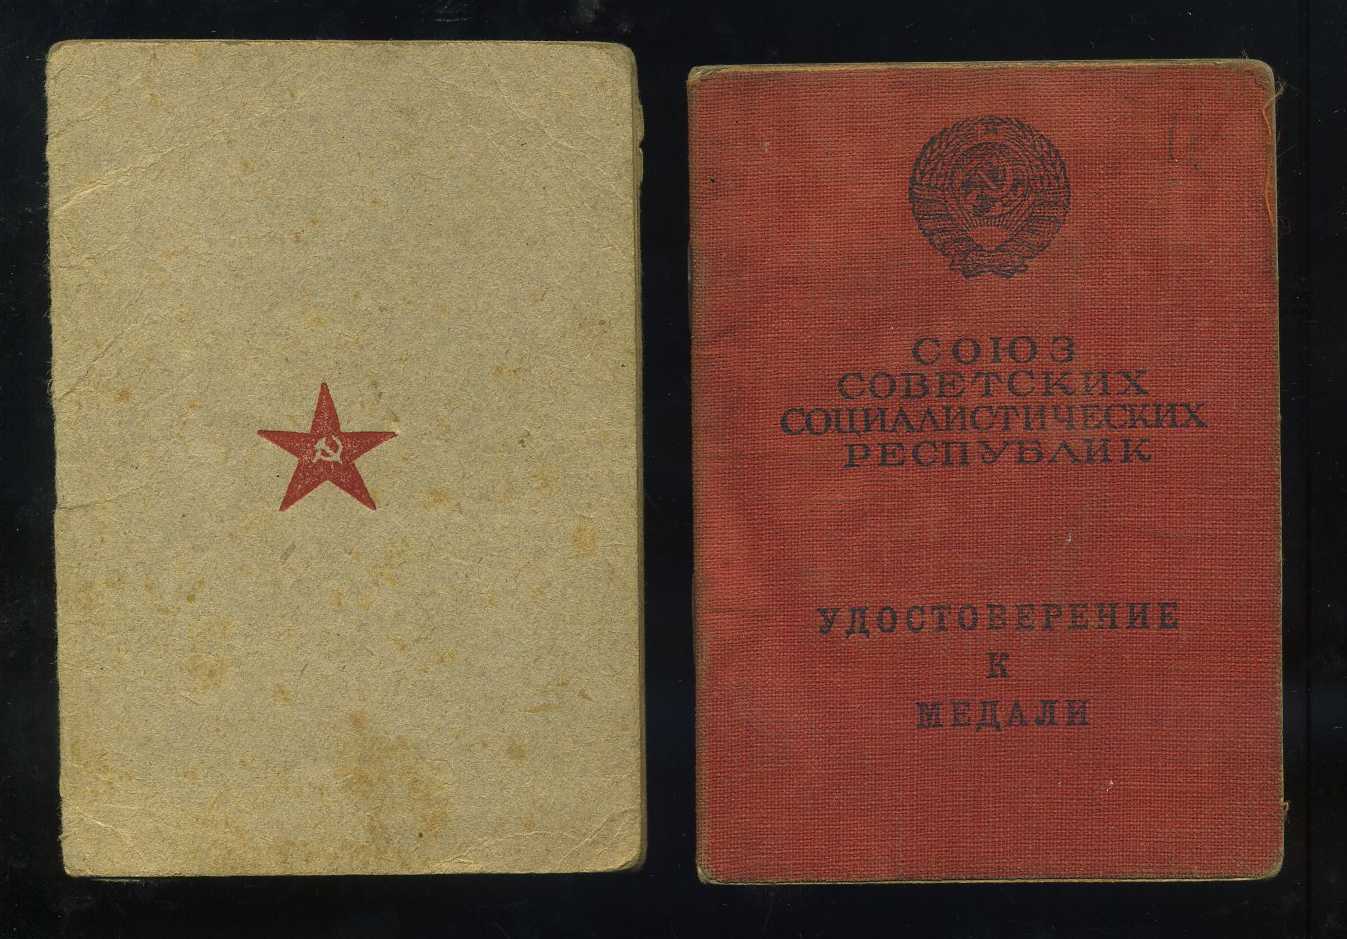 СОЮЗ
СОВЕТСКИХ
СОЦИАЛИСТИЧЕСКИХ
РЕСПУБЛИК
УДОСТОВЕРЕНИЕ
К
МЕДАЛИ